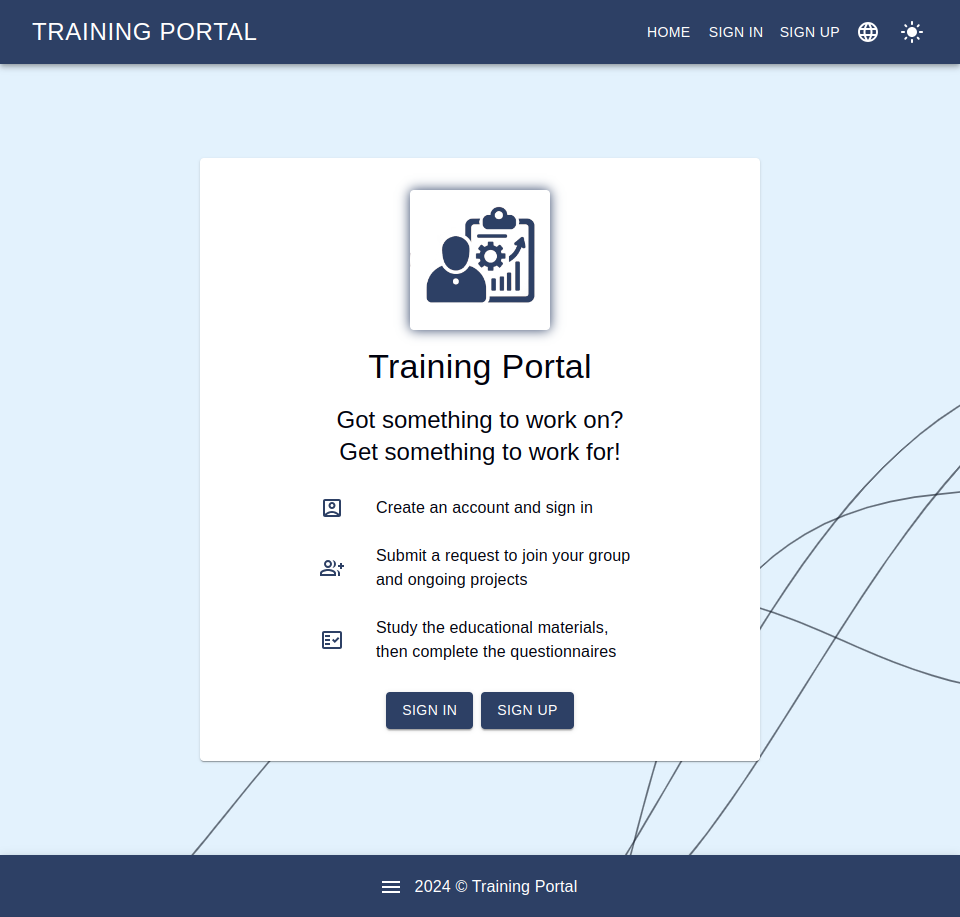 TRAINING PORTAL
HOME
SIGN IN
SIGN UP
Training Portal
Got something to work on?
Get something to work for!
Create an account and sign in
Submit a request to join your group
and ongoing projects
Study the educational materials,
then complete the questionnaires
SIGN IN
SIGN UP
2024 © Training Portal